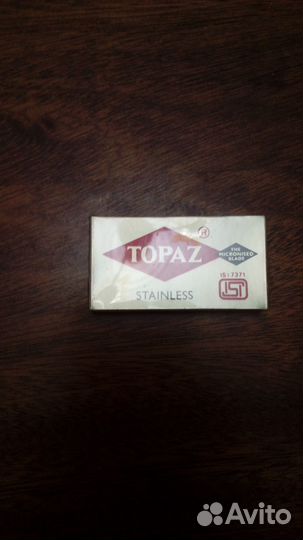 TOPAZ
®
THE
MICRONISED
BLADE
IS:7371
STAINLESS
ISI
Avito